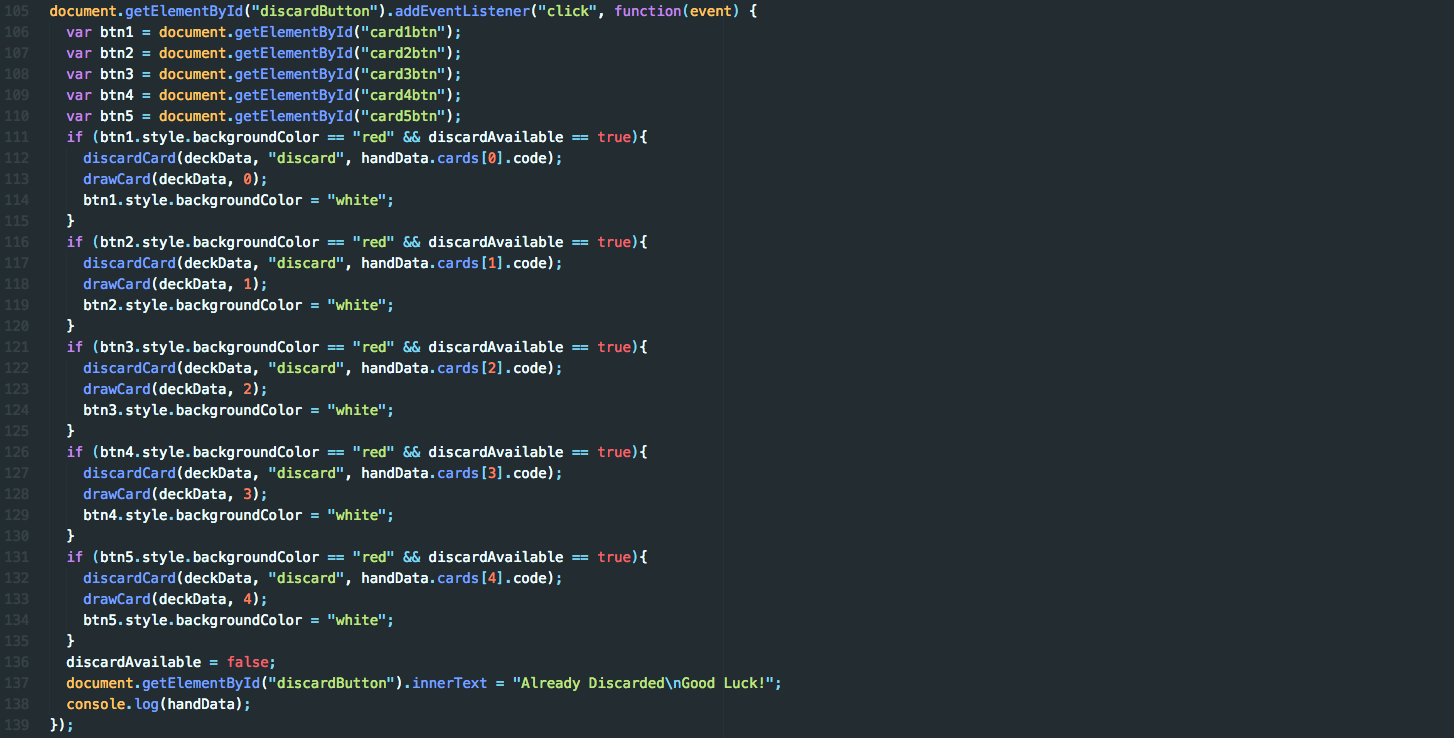 105 document.getElementById("discardButton").addEventListener("click", function(event) {
106   var btn1 = document.getElementById("card1btn");
107   var btn2 = document.getElementById("card2btn");
108   var btn3 = document.getElementById("card3btn");
109   var btn4 = document.getElementById("card4btn");
110   var btn5 = document.getElementById("card5btn");
111   if (btn1.style.backgroundColor == "red" && discardAvailable == true){
112     discardCard(deckData, "discard", handData.cards[0].code);
113     drawCard(deckData, 0);
114     btn1.style.backgroundColor = "white";
115   }
116   if (btn2.style.backgroundColor == "red" && discardAvailable == true){
117     discardCard(deckData, "discard", handData.cards[1].code);
118     drawCard(deckData, 1);
119     btn2.style.backgroundColor = "white";
120   }
121   if (btn3.style.backgroundColor == "red" && discardAvailable == true){
122     discardCard(deckData, "discard", handData.cards[2].code);
123     drawCard(deckData, 2);
124     btn3.style.backgroundColor = "white";
125   }
126   if (btn4.style.backgroundColor == "red" && discardAvailable == true){
127     discardCard(deckData, "discard", handData.cards[3].code);
128     drawCard(deckData, 3);
129     btn4.style.backgroundColor = "white";
130   }
131   if (btn5.style.backgroundColor == "red" && discardAvailable == true){
132     discardCard(deckData, "discard", handData.cards[4].code);
133     drawCard(deckData, 4);
134     btn5.style.backgroundColor = "white";
135   }
136   discardAvailable = false;
137   document.getElementById("discardButton").innerText = "Already Discarded\nGood Luck!";
138   console.log(handData);
139 });